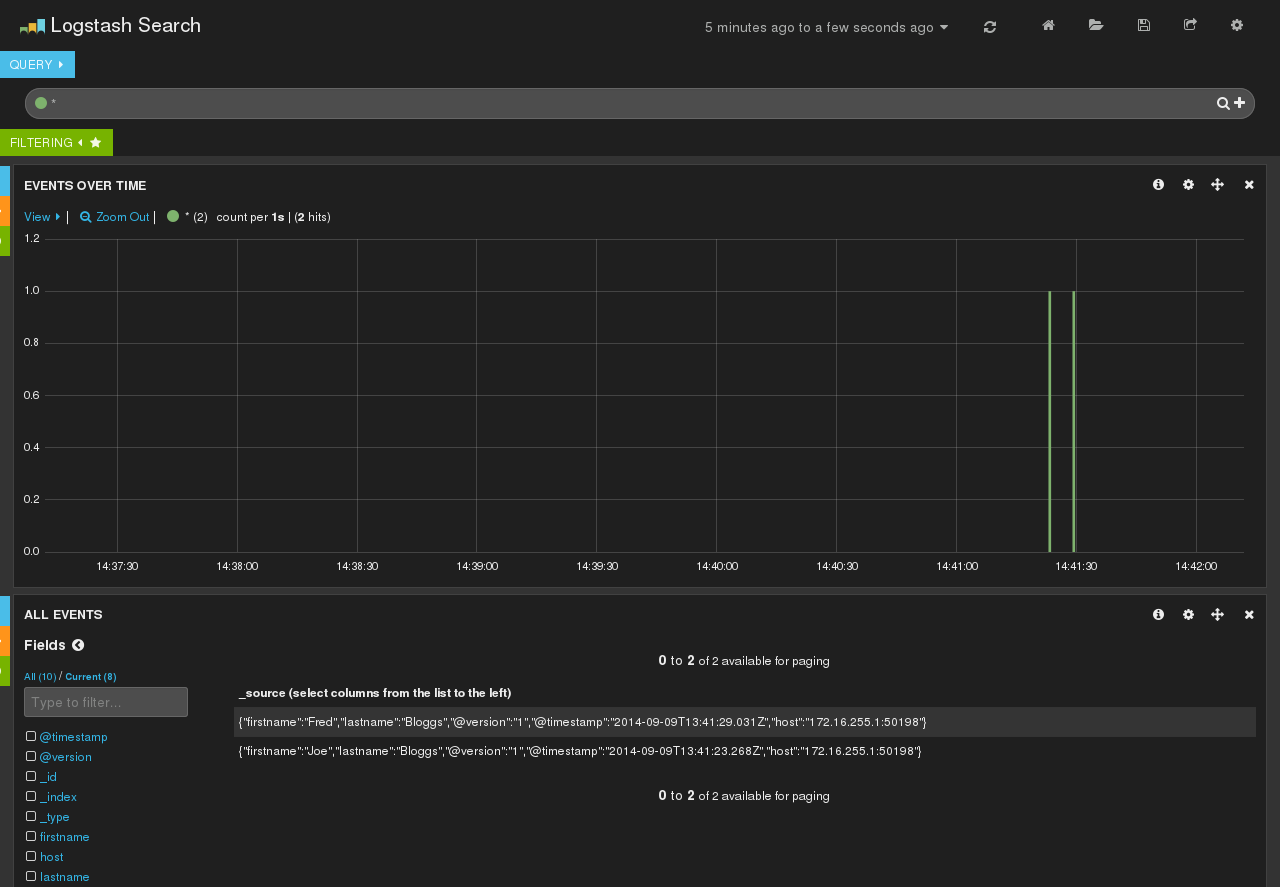 Logstash Search
5 minutes ago to a few seconds ago
QUERY
*
FILTERING
EVENTS OVER TIME
View | Zoom Out | * (2) count per 1s | (2 hits)
1.2
1.0
0.8
0.6
0.4
0.2
0.0
14:37:30 14:38:00 14:38:30 14:39:00 14:39:30 14:40:00 14:40:30 14:41:00 14:41:30 14:42:00
ALL EVENTS
Fields
All (10) / Current (8)
Type to filter...
@timestamp
@version
_id
_index
_type
firstname
host
lastname
0 to 2 of 2 available for paging
_source (select columns from the list to the left)
{"firstname":"Fred","lastname":"Bloggs","@version":"1","@timestamp":"2014-09-09T13:41:29.031Z","host":"172.16.255.1:50198"}
{"firstname":"Joe","lastname":"Bloggs","@version":"1","@timestamp":"2014-09-09T13:41:23.268Z","host":"172.16.255.1:50198"}
0 to 2 of 2 available for paging